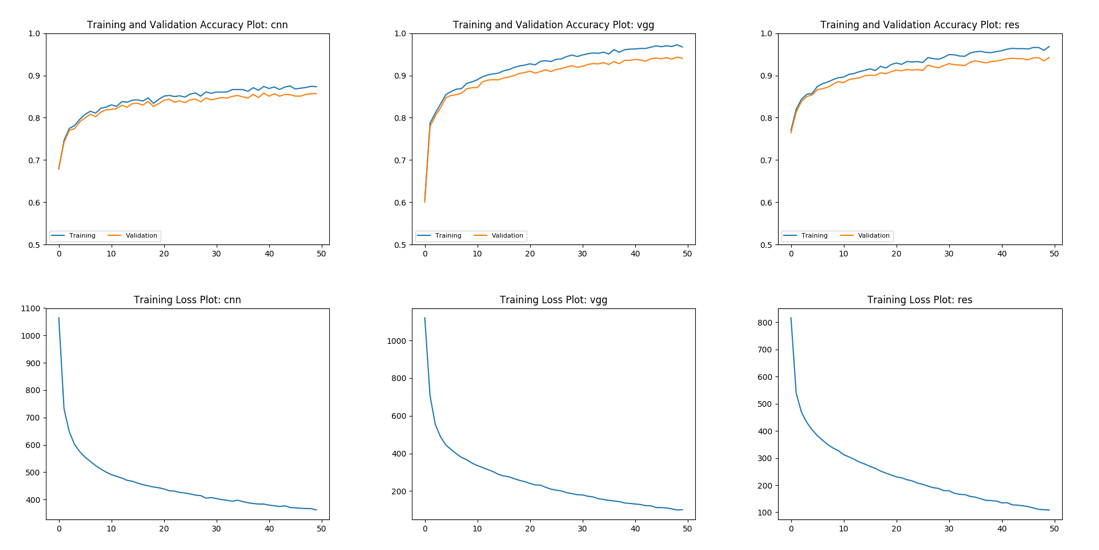 Training and Validation Accuracy Plot: cnn
1.0
0.9
0.8
0.7
0.6
0.5
Training Validation
0 10 20 30 40 50
Training and Validation Accuracy Plot: vgg
1.0
0.9
0.8
0.7
0.6
0.5
Training Validation
0 10 20 30 40 50
Training and Validation Accuracy Plot: res
1.0
0.9
0.8
0.7
0.6
0.5
Training Validation
0 10 20 30 40 50
Training Loss Plot: cnn
1100
1000
900
800
700
600
500
400
0 10 20 30 40 50
Training Loss Plot: vgg
1000
800
600
400
200
0 10 20 30 40 50
Training Loss Plot: res
800
700
600
500
400
300
200
100
0 10 20 30 40 50